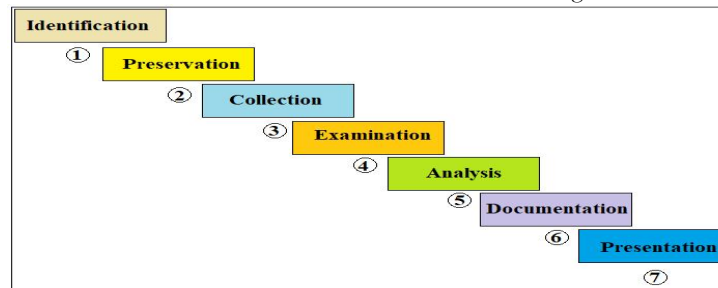 Identification
①
Preservation
②
Collection
③
Examination
④
Analysis
⑤
Documentation
⑥
Presentation
⑦